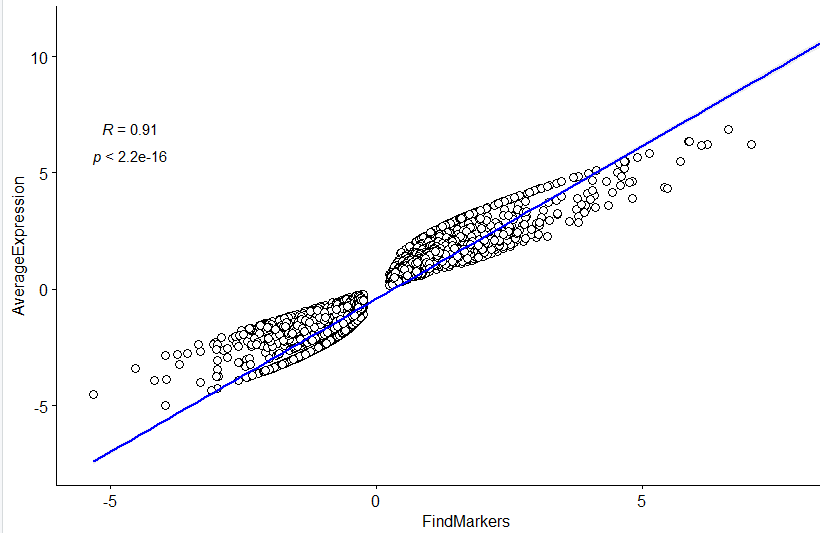 10
5
0
-5
AverageExpression
R = 0.91
p < 2.2e-16
-5 0 5
FindMarkers